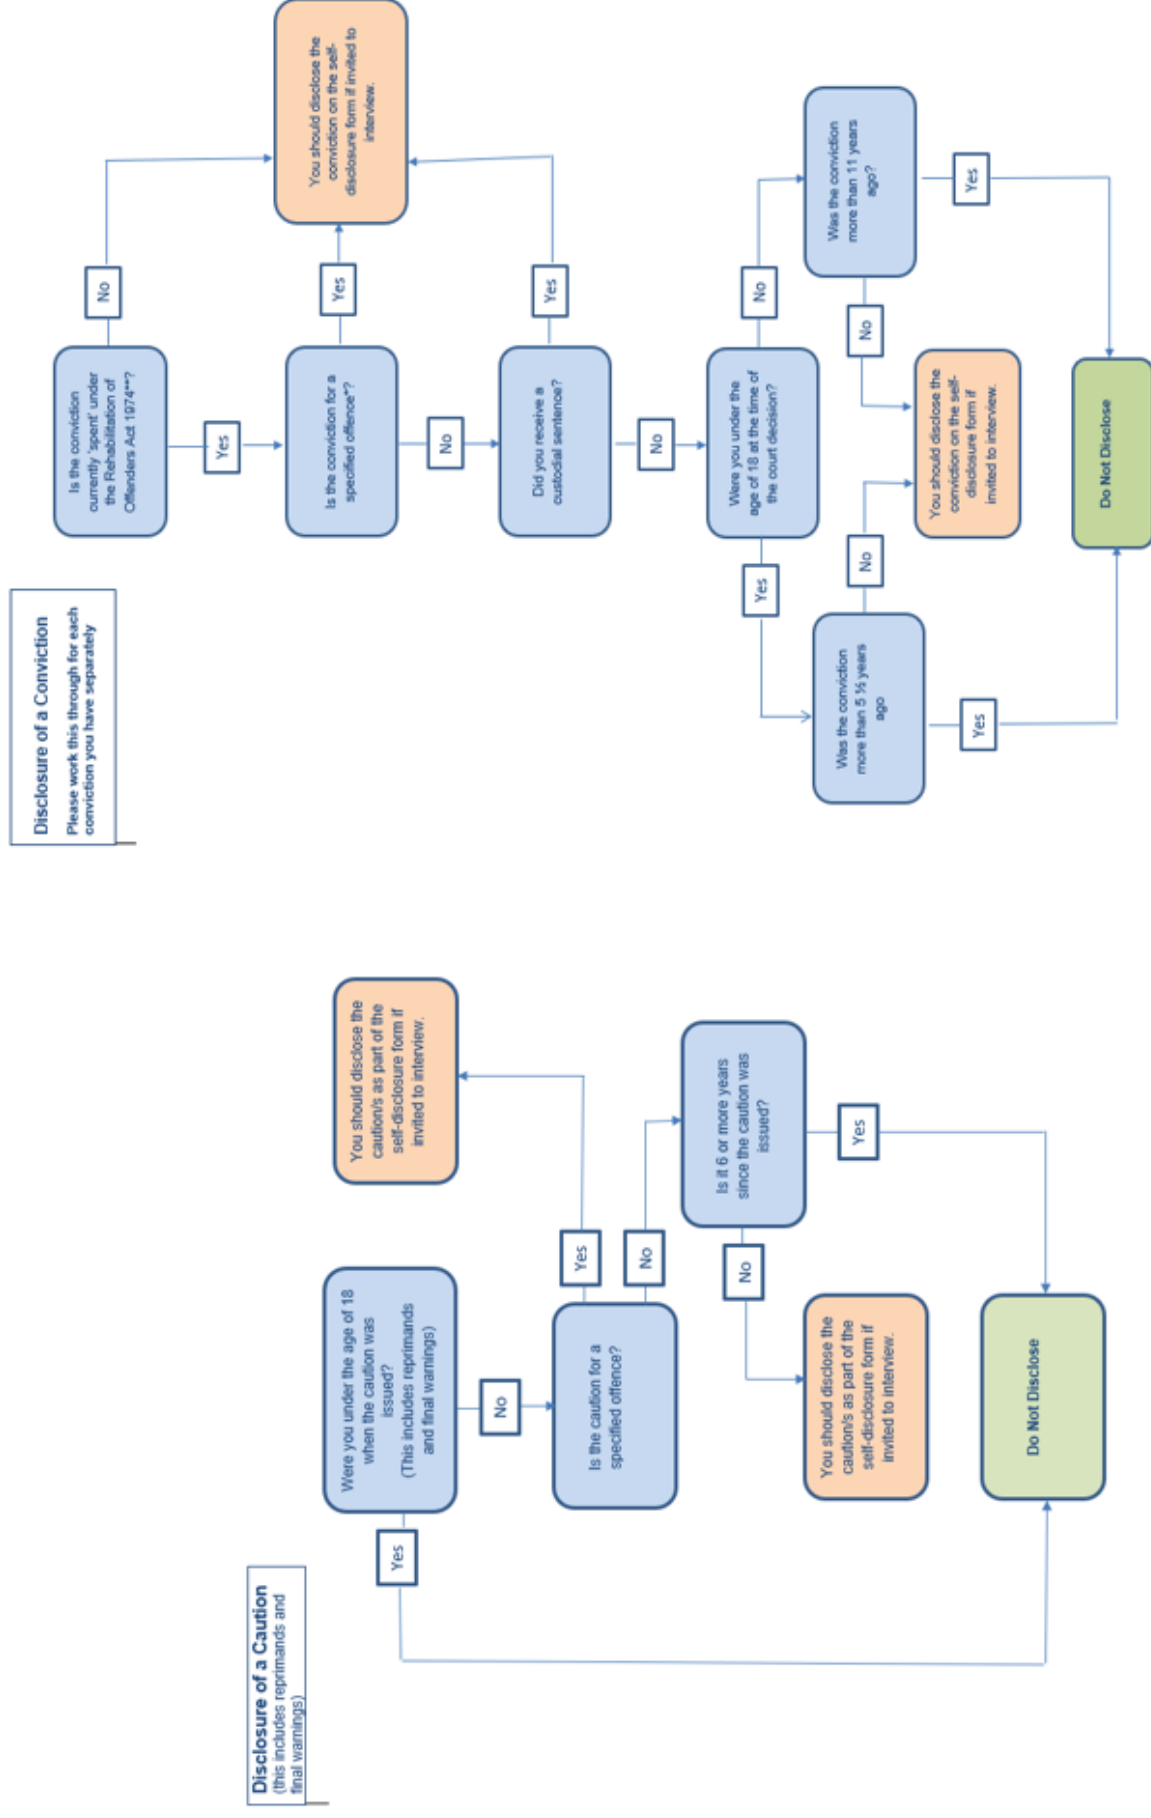 Disclosure of a Caution
(this includes reprimands and
final warnings)
Were you under the age of 18
when the caution was
issued?
(This includes reprimands
and final warnings)
Yes
No
Is the caution for a
specified offence?
Yes
No
You should disclose the
caution/s as part of the
self-disclosure form if
invited to interview.
Is it 6 or more years
since the caution was
issued?
No
Yes
You should disclose the
caution/s as part of the
self-disclosure form if
invited to interview.
Do Not Disclose
Disclosure of a Conviction
Please work this through for each
conviction you have separately
Is the conviction
currently 'spent' under
the Rehabilitation of
Offenders Act 1974**?
No
Yes
You should disclose the
conviction on the self-
disclosure form if invited to
interview.
Is the conviction for a
specified offence*?
Yes
No
Did you receive a
custodial sentence?
Yes
No
Were you under the
age of 18 at the time of
the court decision?
Yes
No
Was the conviction
more than 5 ½ years
ago
No
Yes
Was the conviction
more than 11 years
ago?
No
Yes
You should disclose the
conviction on the self-
disclosure form if
invited to interview.
Do Not Disclose